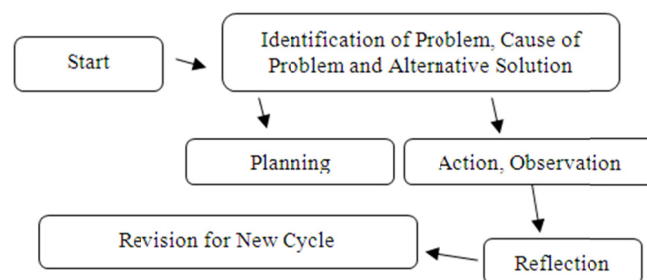 Start
Identification of Problem, Cause of
Problem and Alternative Solution
Planning
Action, Observation
Revision for New Cycle
Reflection